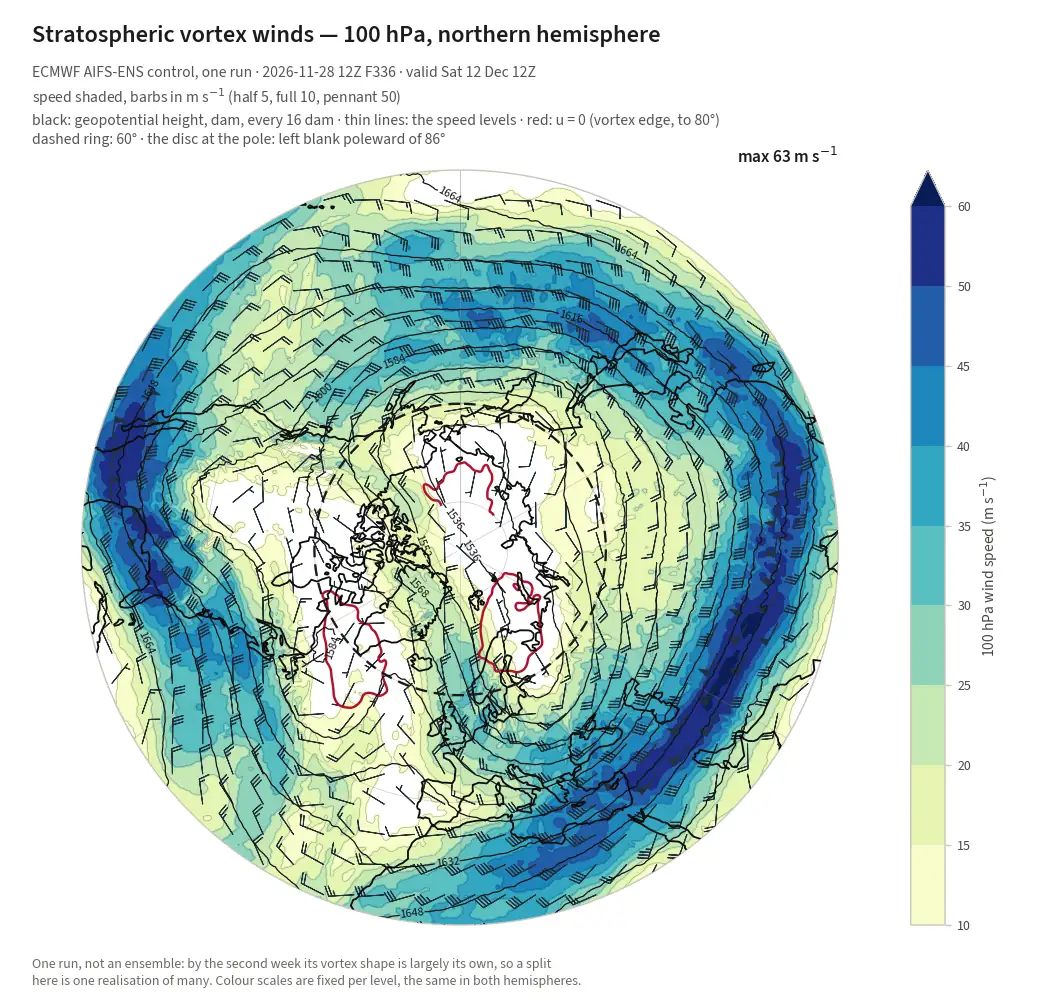 Stratospheric vortex winds — 100 hPa, northern hemisphere
ECMWF AIFS-ENS control, one run · 2026-11-28 12Z F336 · valid Sat 12 Dec 12Z
speed shaded, barbs in m s⁻¹ (half 5, full 10, pennant 50)
black: geopotential height, dam, every 16 dam · thin lines: the speed levels · red: u = 0 (vortex edge, to 80°)
dashed ring: 60° · the disc at the pole: left blank poleward of 86°
max 63 m s⁻¹
1664
1664
1616
1584
1600
1648
1536
1536
1568
1584
1664
1632
1648
60
50
45
40
35
30
25
20
15
10
100 hPa wind speed (m s⁻¹)
One run, not an ensemble: by the second week its vortex shape is largely its own, so a split
here is one realisation of many. Colour scales are fixed per level, the same in both hemispheres.